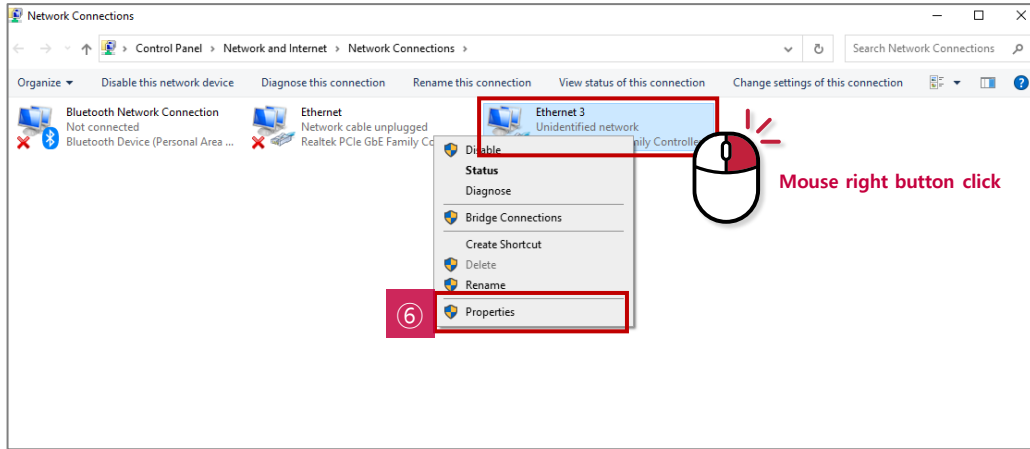 Network Connections
Control Panel > Network and Internet > Network Connections >
Search Network Connections
Organize Disable this network device Diagnose this connection Rename this connection View status of this connection Change settings of this connection
Bluetooth Network Connection
Not connected
Bluetooth Device (Personal Area ...
Ethernet
Network cable unplugged
Realtek PCIe GbE Family Co
Ethernet 3
Unidentified network
mily Controlle
Mouse right button click
Disable
Status
Diagnose
Bridge Connections
Create Shortcut
Delete
Rename
⑥
Properties